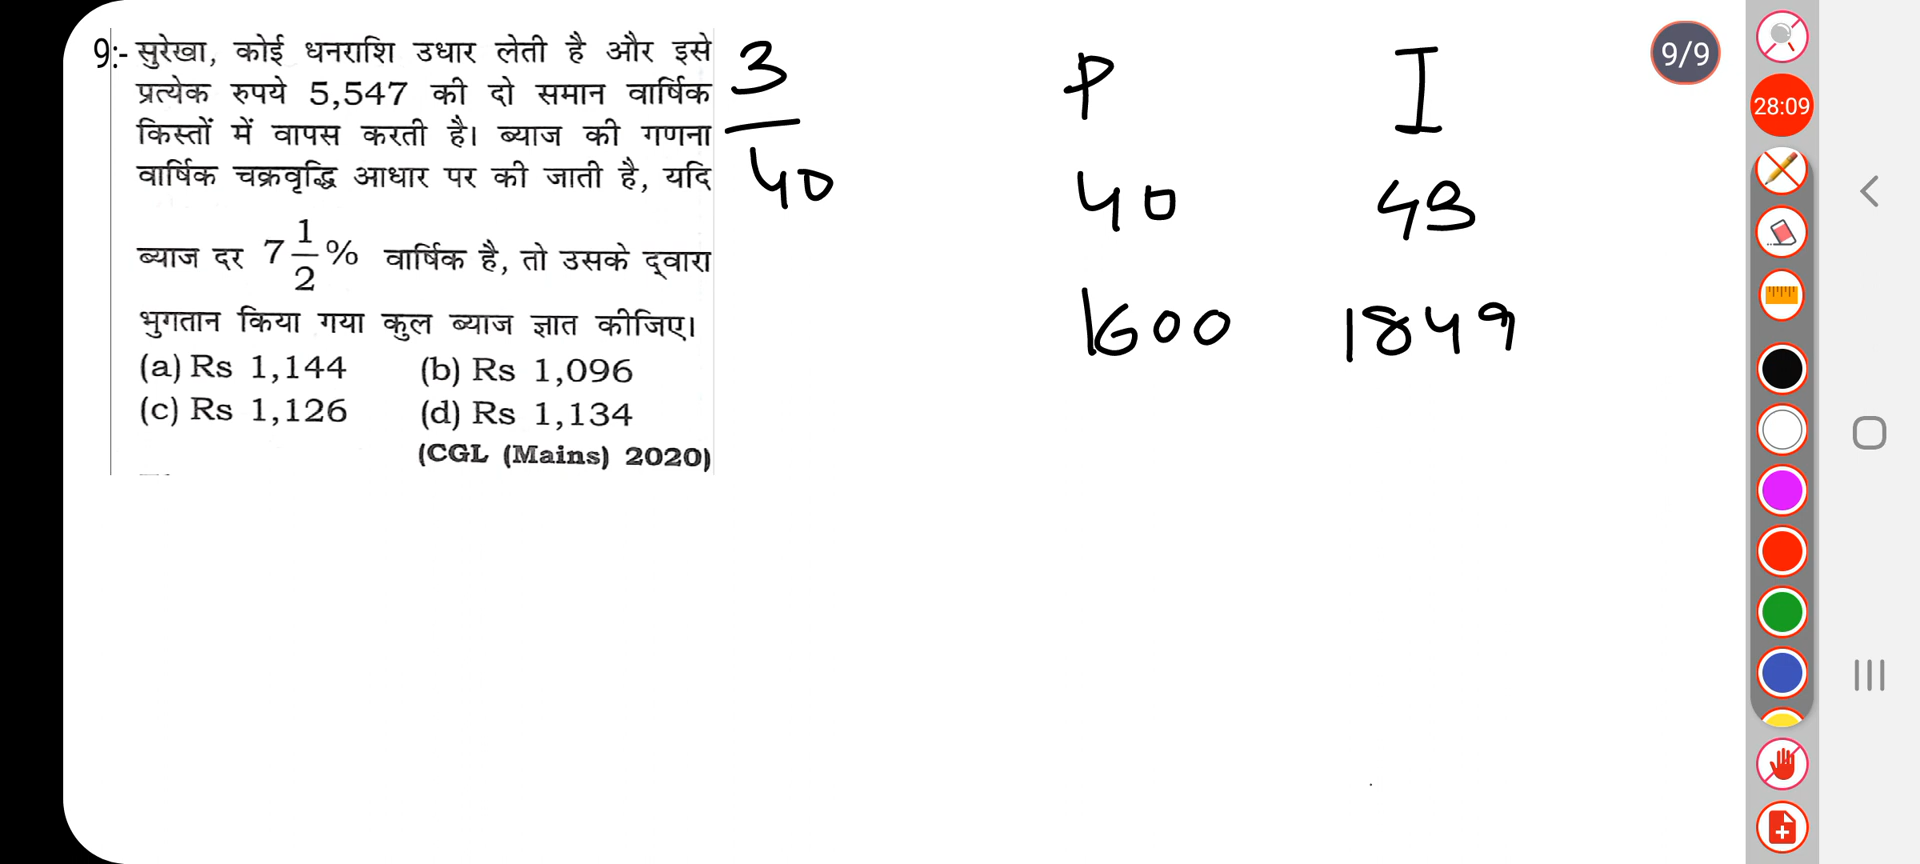 9:- सुरेखा, कोई धनराशि उधार लेती है और इसे
प्रत्येक रुपये 5,547 की दो समान वार्षिक
किस्तों में वापस करती है। ब्याज की गणना
वार्षिक चक्रवृद्धि आधार पर की जाती है, यदि
ब्याज दर 7 1/2 % वार्षिक है, तो उसके द्वारा
भुगतान किया गया कुल ब्याज ज्ञात कीजिए।
(a) Rs 1,144 (b) Rs 1,096
(c) Rs 1,126 (d) Rs 1,134
(CGL (Mains) 2020)
3/40
P I
40 43
1600 1849
9/9
28:09